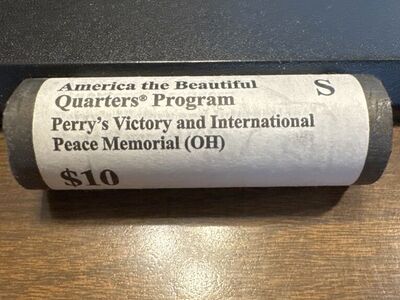 America the Beautiful
Quarters® Program
S
Perry's Victory and International
Peace Memorial (OH)
$10